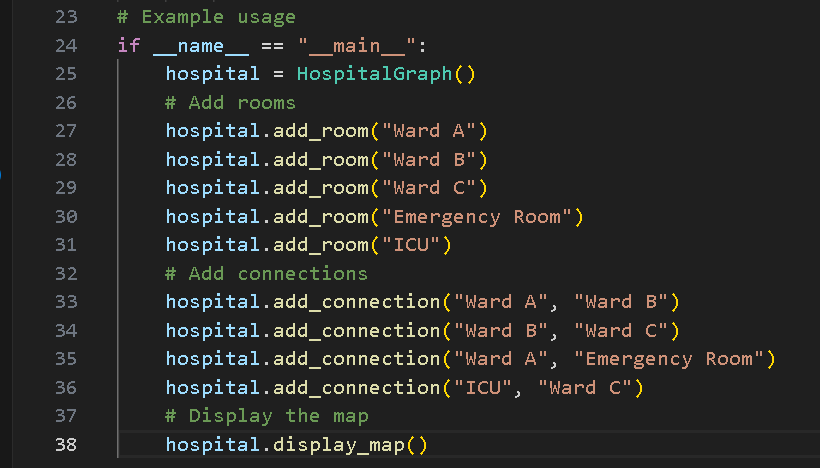 23 # Example usage
24 if __name__ == "__main__":
25     hospital = HospitalGraph()
26     # Add rooms
27     hospital.add_room("Ward A")
28     hospital.add_room("Ward B")
29     hospital.add_room("Ward C")
30     hospital.add_room("Emergency Room")
31     hospital.add_room("ICU")
32     # Add connections
33     hospital.add_connection("Ward A", "Ward B")
34     hospital.add_connection("Ward B", "Ward C")
35     hospital.add_connection("Ward A", "Emergency Room")
36     hospital.add_connection("ICU", "Ward C")
37     # Display the map
38     hospital.display_map()